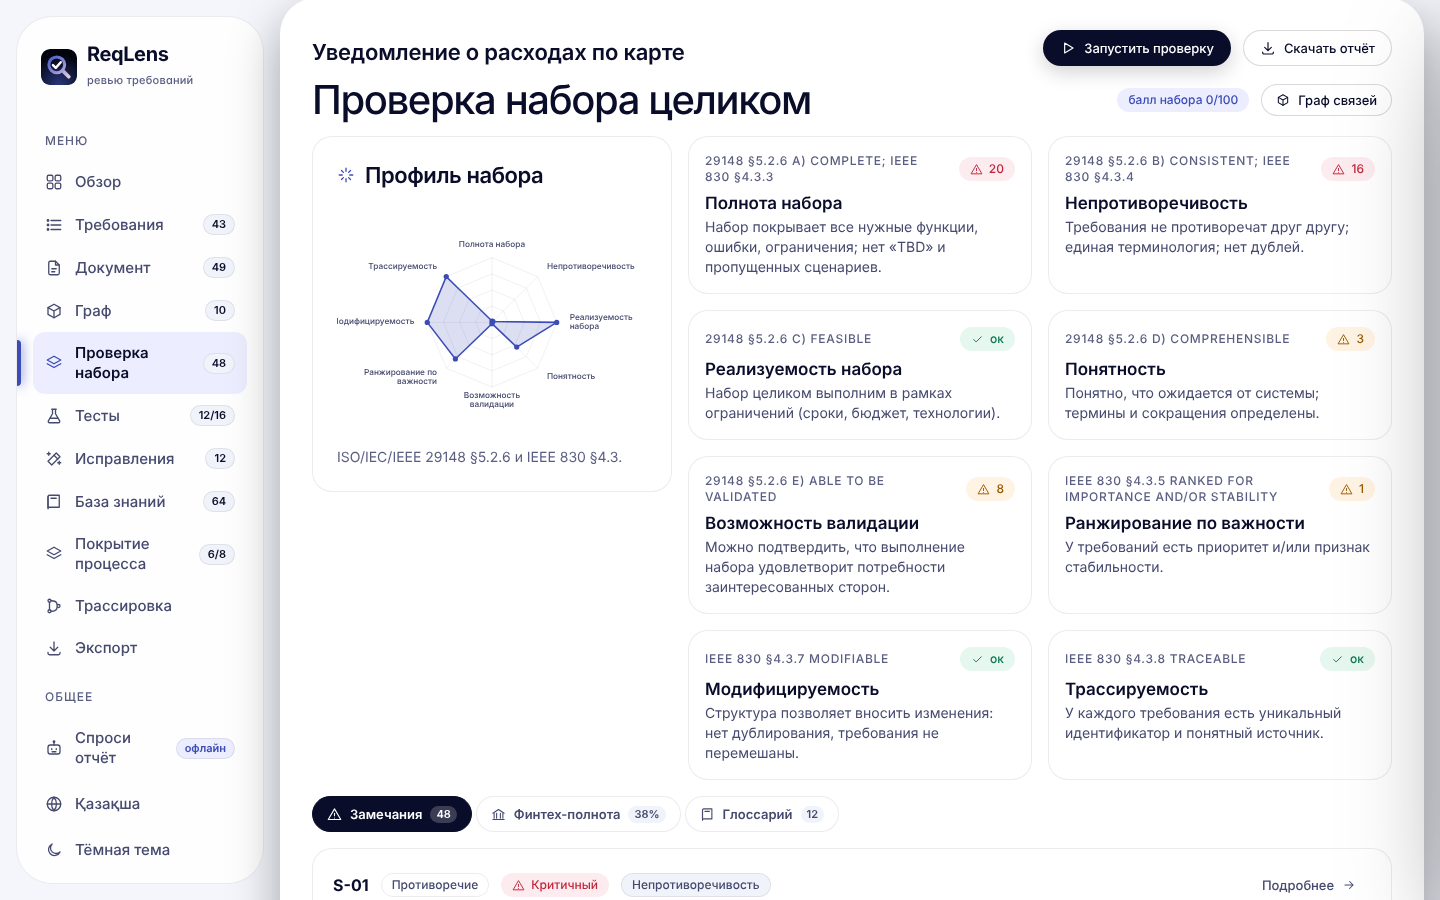 ReqLens
ревью требований
МЕНЮ
Обзор
Требования 43
Документ 49
Граф 10
Проверка
набора 48
Тесты 12/16
Исправления 12
База знаний 64
Покрытие
процесса 6/8
Трассировка
Экспорт
ОБЩЕЕ
Спроси
отчёт офлайн
Қазақша
Тёмная тема
Уведомление о расходах по карте
Запустить проверку
Скачать отчёт
Проверка набора целиком
балл набора 0/100
Граф связей
Профиль набора
Полнота набора
Непротиворечивость
Реализуемость
набора
Понятность
Возможность
валидации
Ранжирование по
важности
одифицируемость
Трассируемость
ISO/IEC/IEEE 29148 §5.2.6 и IEEE 830 §4.3.
29148 §5.2.6 A) COMPLETE; IEEE
830 §4.3.3
20
Полнота набора
Набор покрывает все нужные функции,
ошибки, ограничения; нет «TBD» и
пропущенных сценариев.
29148 §5.2.6 B) CONSISTENT; IEEE
830 §4.3.4
16
Непротиворечивость
Требования не противоречат друг другу;
единая терминология; нет дублей.
29148 §5.2.6 C) FEASIBLE
ок
Реализуемость набора
Набор целиком выполним в рамках
ограничений (сроки, бюджет, технологии).
29148 §5.2.6 D) COMPREHENSIBLE
3
Понятность
Понятно, что ожидается от системы;
термины и сокращения определены.
29148 §5.2.6 E) ABLE TO BE
VALIDATED
8
Возможность валидации
Можно подтвердить, что выполнение
набора удовлетворит потребности
заинтересованных сторон.
IEEE 830 §4.3.5 RANKED FOR
IMPORTANCE AND/OR STABILITY
1
Ранжирование по важности
У требований есть приоритет и/или признак
стабильности.
IEEE 830 §4.3.7 MODIFIABLE
ок
Модифицируемость
Структура позволяет вносить изменения:
нет дублирования, требования не
перемешаны.
IEEE 830 §4.3.8 TRACEABLE
ок
Трассируемость
У каждого требования есть уникальный
идентификатор и понятный источник.
Замечания 48
Финтех-полнота 38%
Глоссарий 12
S-01 Противоречие Критичный Непротиворечивость Подробнее